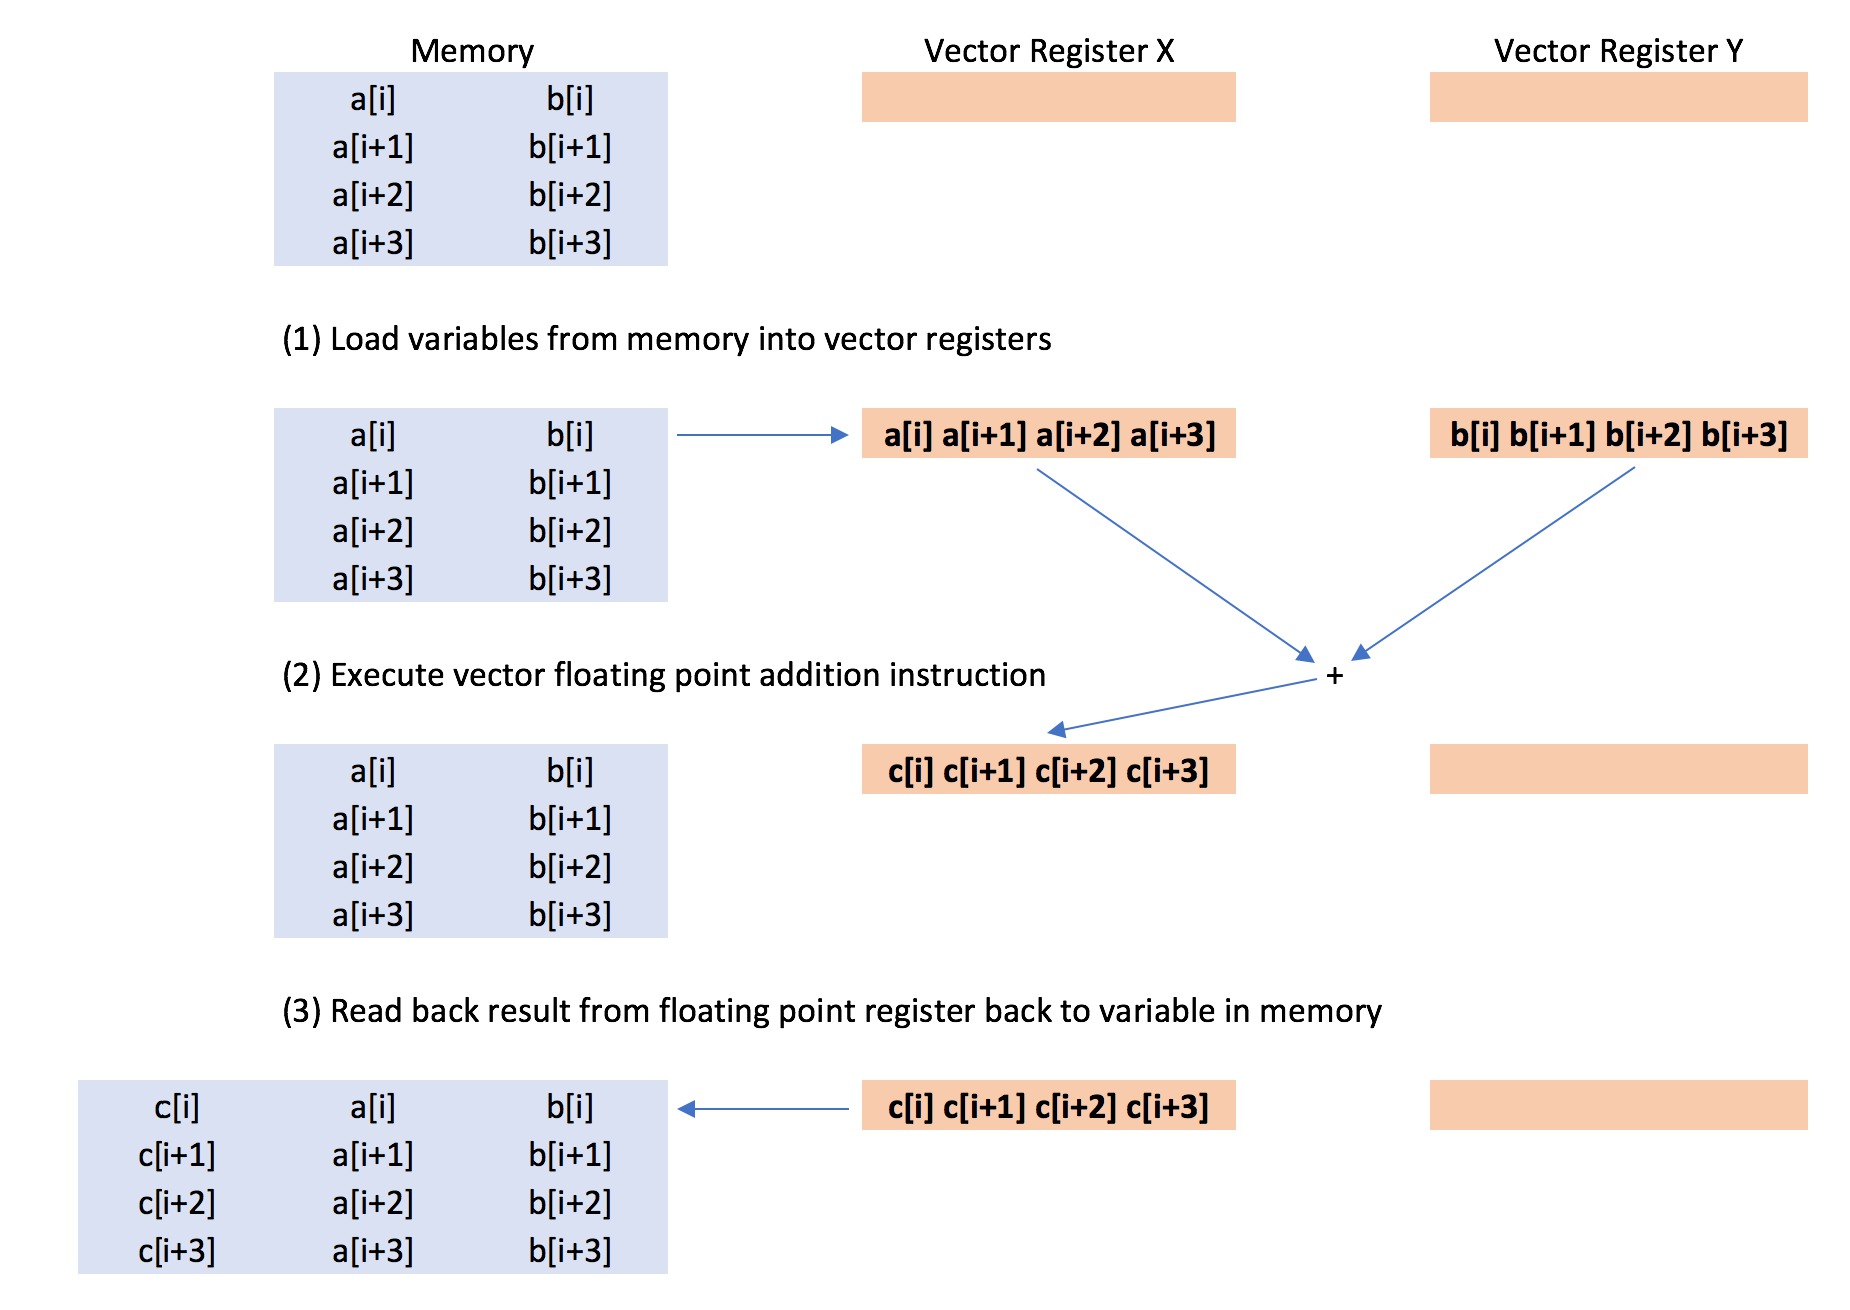 Memory Vector Register X Vector Register Y
a[i] b[i]
a[i+1] b[i+1]
a[i+2] b[i+2]
a[i+3] b[i+3]
(1) Load variables from memory into vector registers
a[i] b[i] a[i] a[i+1] a[i+2] a[i+3] b[i] b[i+1] b[i+2] b[i+3]
a[i+1] b[i+1]
a[i+2] b[i+2]
a[i+3] b[i+3]
(2) Execute vector floating point addition instruction +
a[i] b[i] c[i] c[i+1] c[i+2] c[i+3]
a[i+1] b[i+1]
a[i+2] b[i+2]
a[i+3] b[i+3]
(3) Read back result from floating point register back to variable in memory
c[i] a[i] b[i] c[i] c[i+1] c[i+2] c[i+3]
c[i+1] a[i+1] b[i+1]
c[i+2] a[i+2] b[i+2]
c[i+3] a[i+3] b[i+3]